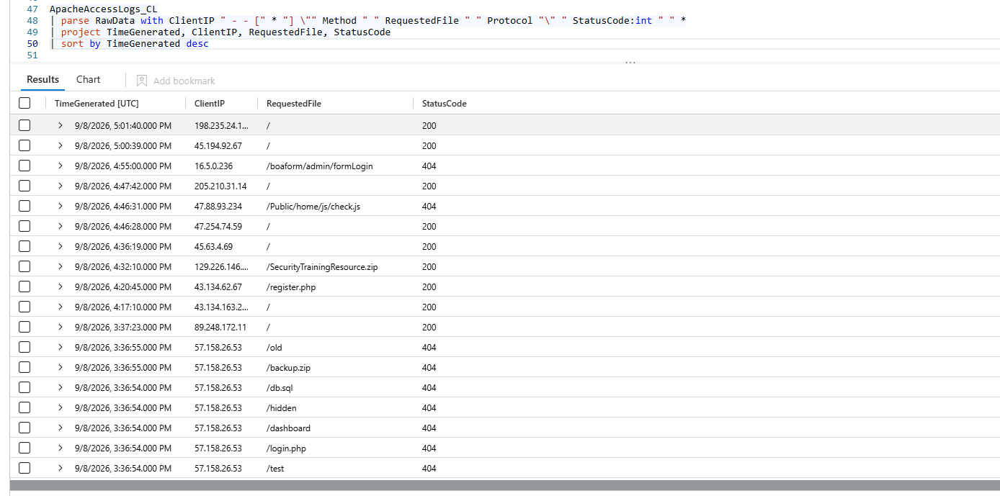 47 ApacheAccessLogs_CL
48 | parse RawData with ClientIP " - - [" * "] \"" Method " " RequestedFile " " Protocol "\" " StatusCode:int " " *
49 | project TimeGenerated, ClientIP, RequestedFile, StatusCode
50 | sort by TimeGenerated desc
51
...
Results Chart Add bookmark
TimeGenerated [UTC] ClientIP RequestedFile StatusCode
> 9/8/2026, 5:01:40.000 PM 198.235.24.1... / 200
> 9/8/2026, 5:00:39.000 PM 45.194.92.67 / 200
> 9/8/2026, 4:55:00.000 PM 16.5.0.236 /boaform/admin/formLogin 404
> 9/8/2026, 4:47:42.000 PM 205.210.31.14 / 200
> 9/8/2026, 4:46:31.000 PM 47.88.93.234 /Public/home/js/check.js 404
> 9/8/2026, 4:46:28.000 PM 47.254.74.59 / 200
> 9/8/2026, 4:36:19.000 PM 45.63.4.69 / 200
> 9/8/2026, 4:32:10.000 PM 129.226.146.... /SecurityTrainingResource.zip 200
> 9/8/2026, 4:20:45.000 PM 43.134.62.67 /register.php 200
> 9/8/2026, 4:17:10.000 PM 43.134.163.2... / 200
> 9/8/2026, 3:37:23.000 PM 89.248.172.11 / 200
> 9/8/2026, 3:36:55.000 PM 57.158.26.53 /old 404
> 9/8/2026, 3:36:55.000 PM 57.158.26.53 /backup.zip 404
> 9/8/2026, 3:36:54.000 PM 57.158.26.53 /db.sql 404
> 9/8/2026, 3:36:54.000 PM 57.158.26.53 /hidden 404
> 9/8/2026, 3:36:54.000 PM 57.158.26.53 /dashboard 404
> 9/8/2026, 3:36:54.000 PM 57.158.26.53 /login.php 404
> 9/8/2026, 3:36:54.000 PM 57.158.26.53 /test 404